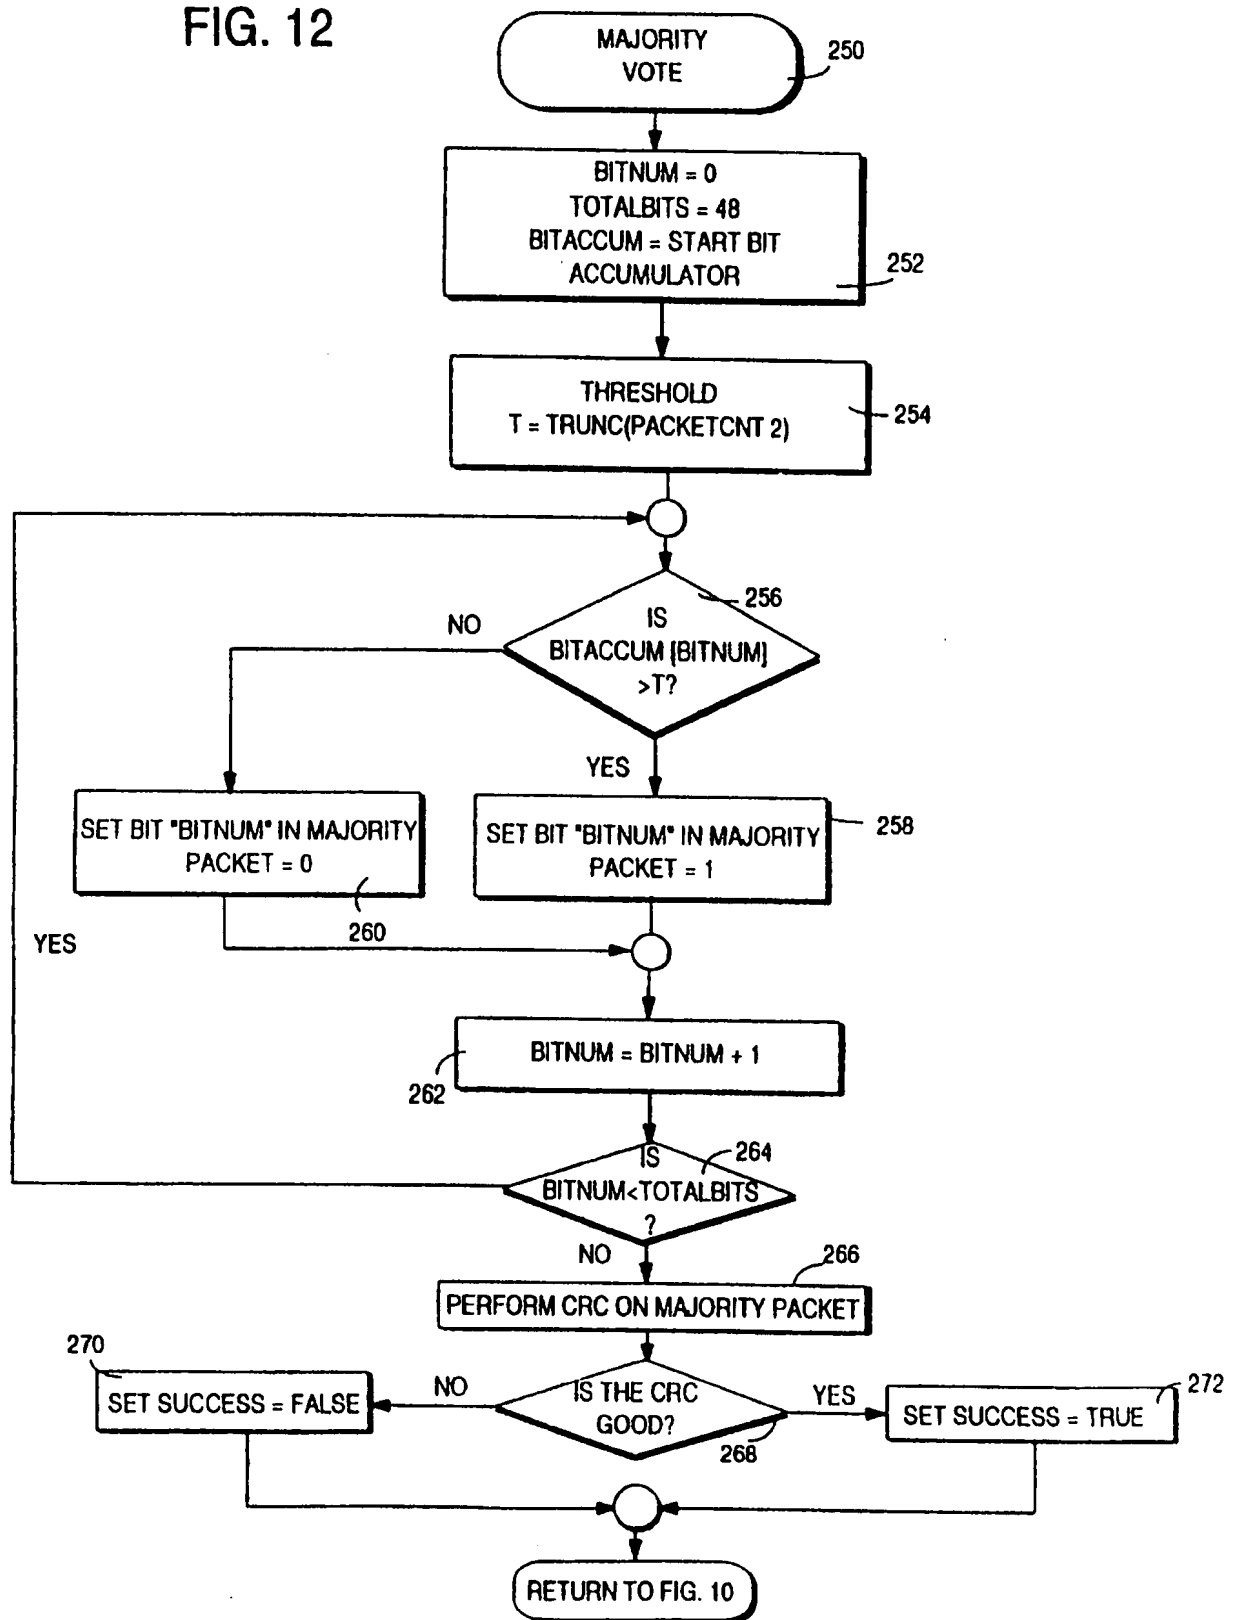 FIG. 12
MAJORITY
VOTE
250
BITNUM = 0
TOTALBITS = 48
BITACCUM = START BIT
ACCUMULATOR
252
THRESHOLD
T = TRUNC(PACKETCNT 2)
254
256
IS
BITACCUM [BITNUM]
>T?
NO
YES
SET BIT "BITNUM" IN MAJORITY
PACKET = 0
260
SET BIT "BITNUM" IN MAJORITY
PACKET = 1
258
YES
BITNUM = BITNUM + 1
262
IS
BITNUM<TOTALBITS
?
264
NO
266
PERFORM CRC ON MAJORITY PACKET
270
SET SUCCESS = FALSE
NO
IS THE CRC
GOOD?
268
YES
SET SUCCESS = TRUE
272
RETURN TO FIG. 10